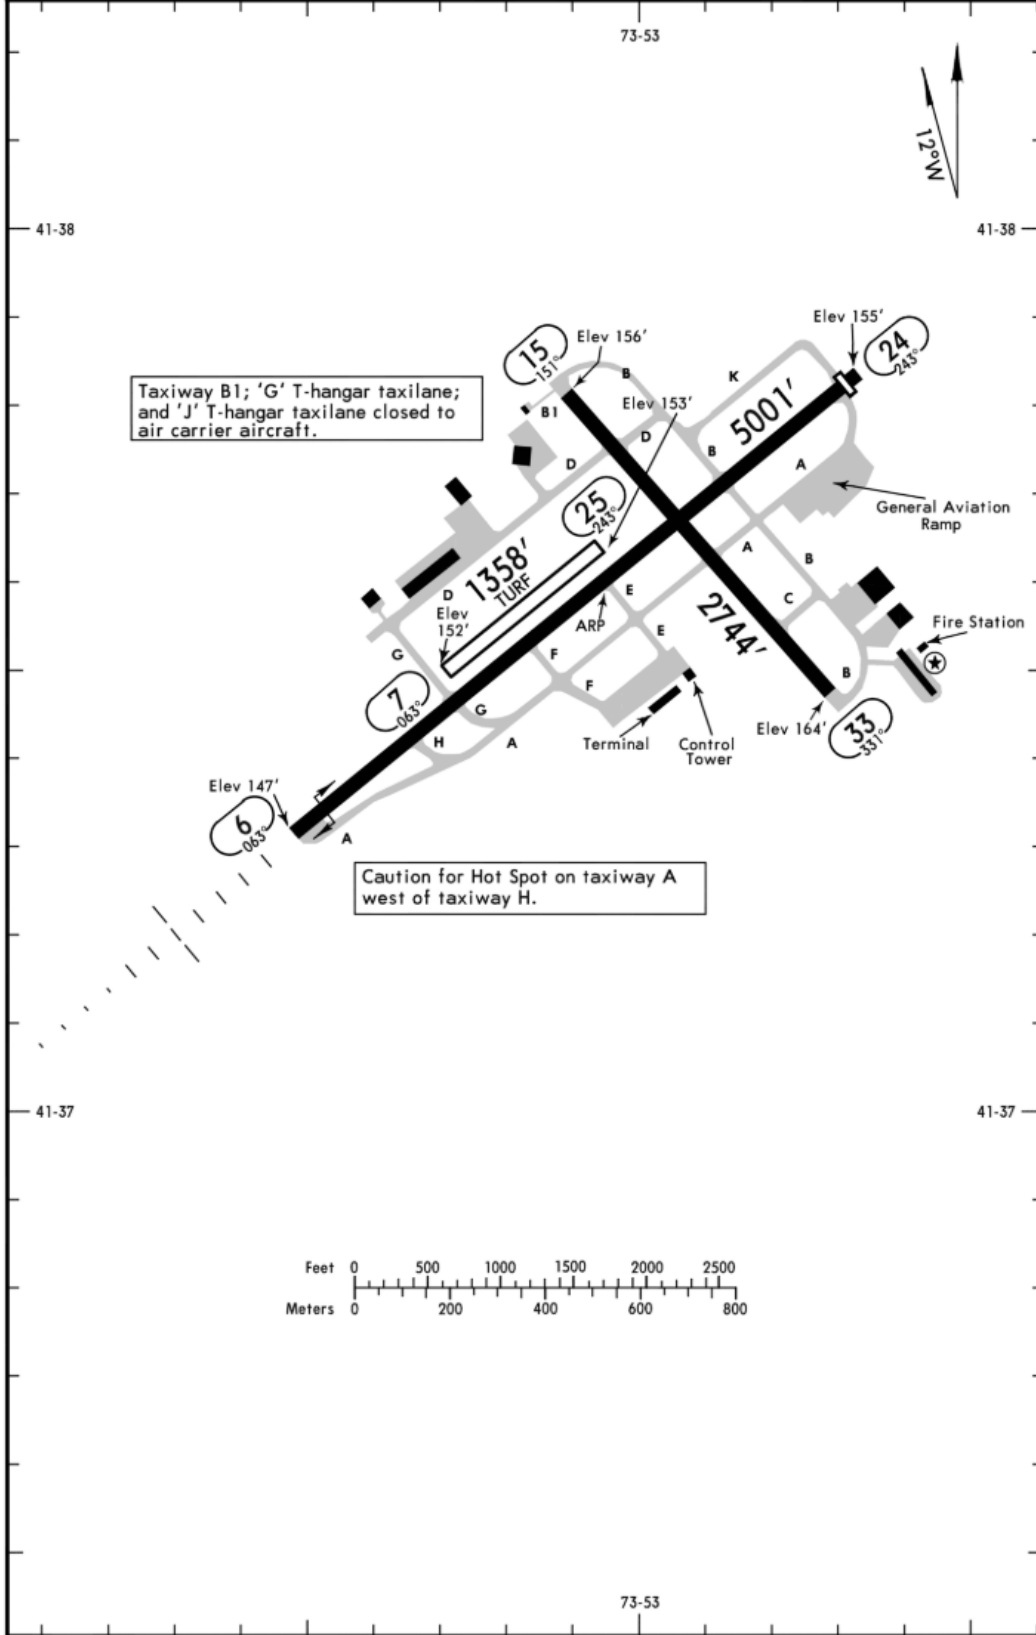 73-53
12°W
41-38
41-38
Elev 155'
24
243°
15
151°
Elev 156'
B
K
5001'
Taxiway B1; 'G' T-hangar taxilane;
and 'J' T-hangar taxilane closed to
air carrier aircraft.
B1
Elev 153'
D
B
A
D
25
243°
General Aviation
Ramp
1358'
TURF
A
B
D
Elev
152'
E
C
2744'
ARP
E
Fire Station
G
F
F
B
7
063°
G
Elev 164'
33
331°
H
A
Terminal
Control
Tower
Elev 147'
6
063°
A
Caution for Hot Spot on taxiway A
west of taxiway H.
41-37
41-37
Feet 0 500 1000 1500 2000 2500
Meters 0 200 400 600 800
73-53